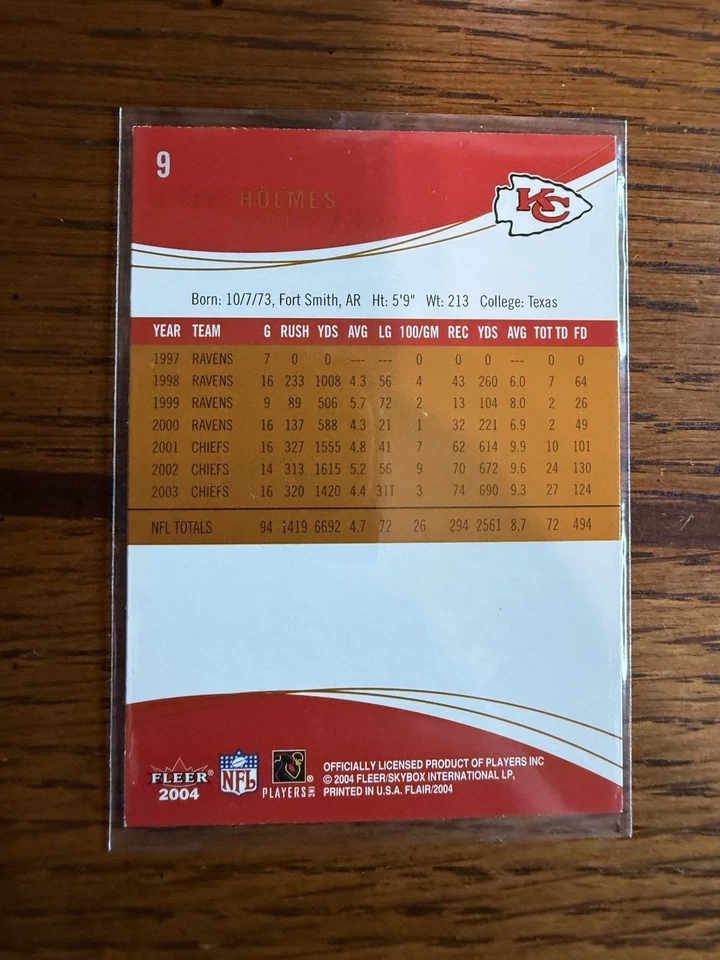 9
HOLMES
KC
Born: 10/7/73, Fort Smith, AR Ht: 5'9" Wt: 213 College: Texas
YEAR TEAM G RUSH YDS AVG LG 100/GM REC YDS AVG TOT TD FD
1997 RAVENS 7 0 0 --- --- 0 0 0 --- 0 0
1998 RAVENS 16 233 1008 4.3 56 4 43 260 6.0 7 64
1999 RAVENS 9 89 506 5.7 72 2 13 104 8.0 2 26
2000 RAVENS 16 137 588 4.3 21 1 32 221 6.9 2 49
2001 CHIEFS 16 327 1555 4.8 41 7 62 614 9.9 10 101
2002 CHIEFS 14 313 1615 5.2 56 9 70 672 9.6 24 130
2003 CHIEFS 16 320 1420 4.4 31T 3 74 690 9.3 27 124
NFL TOTALS 94 1419 6692 4.7 72 26 294 2561 8.7 72 494
FLEER 2004
NFL
PLAYERS INC
OFFICIALLY LICENSED PRODUCT OF PLAYERS INC
© 2004 FLEER/SKYBOX INTERNATIONAL LP,
PRINTED IN U.S.A. FLAIR/2004